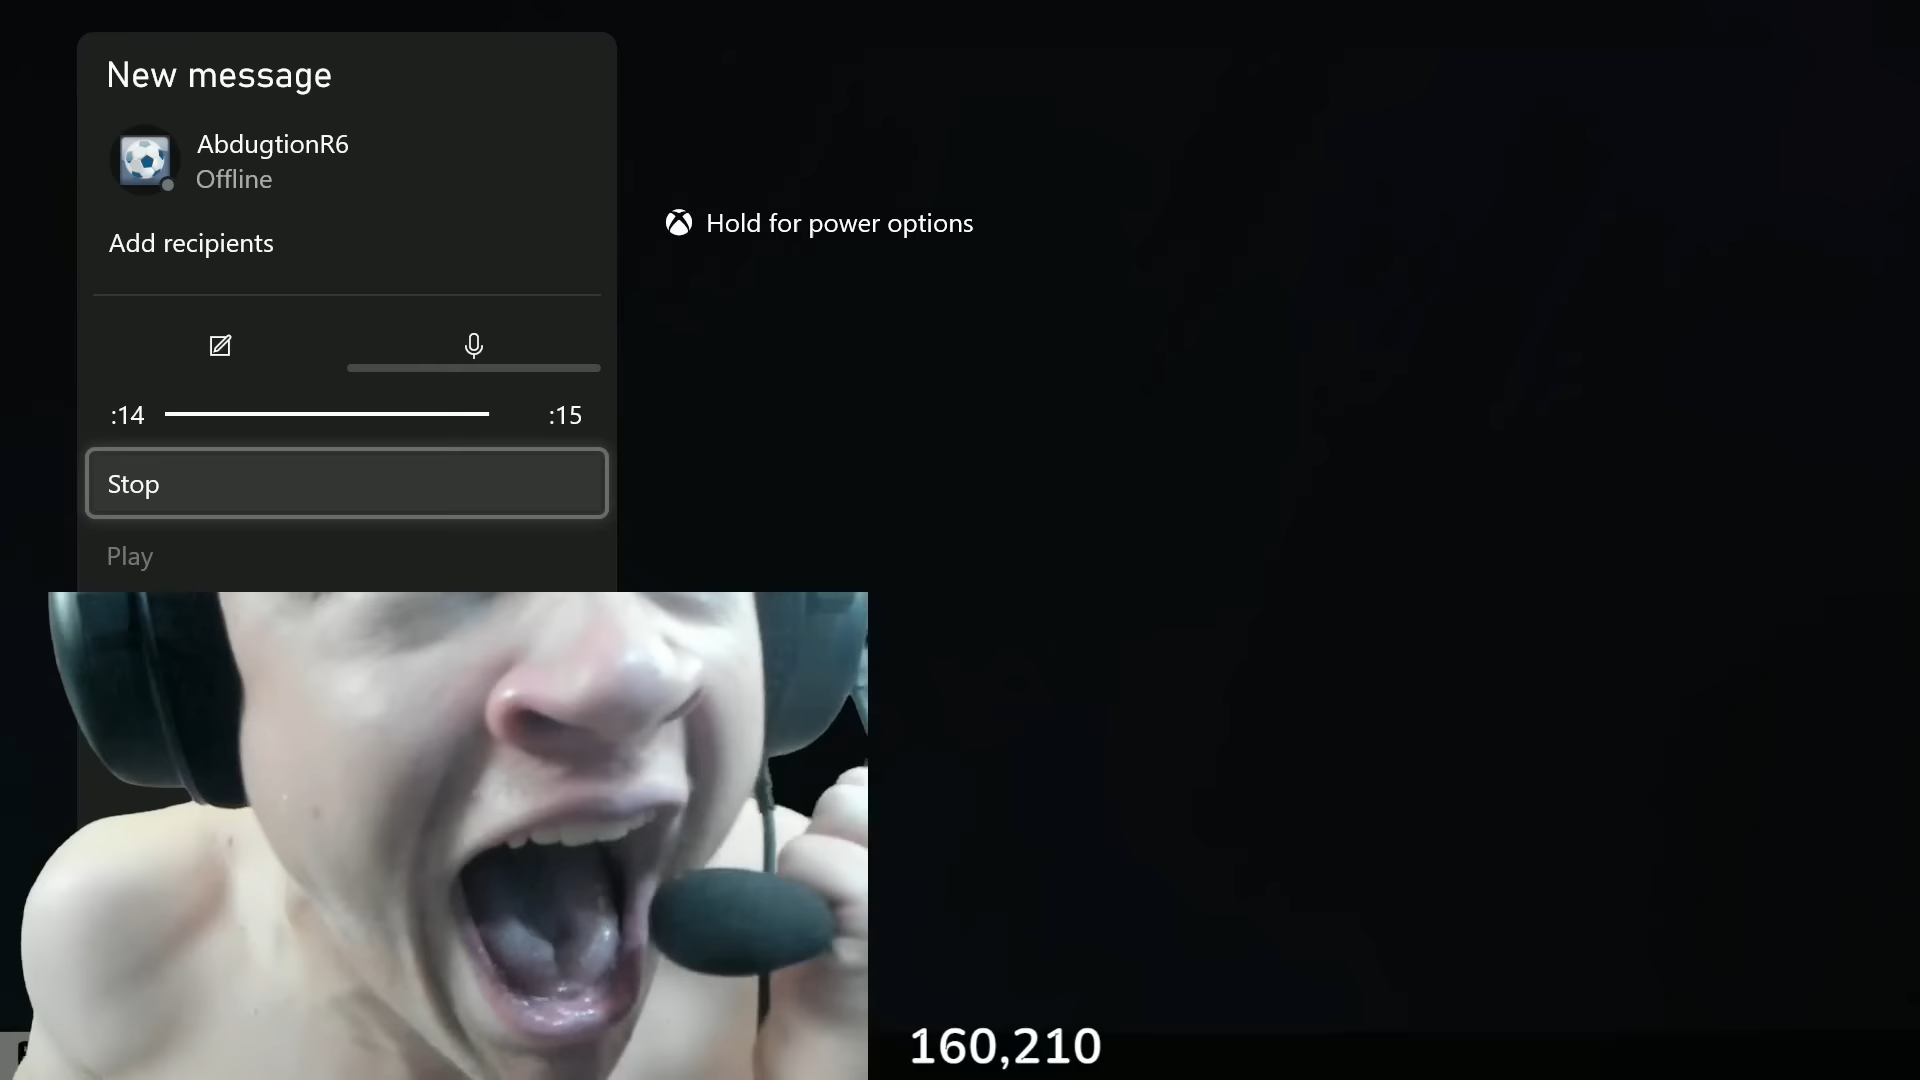 New message
AbdugtionR6
Offline
Add recipients
Hold for power options
:14
:15
Stop
Play
160,210